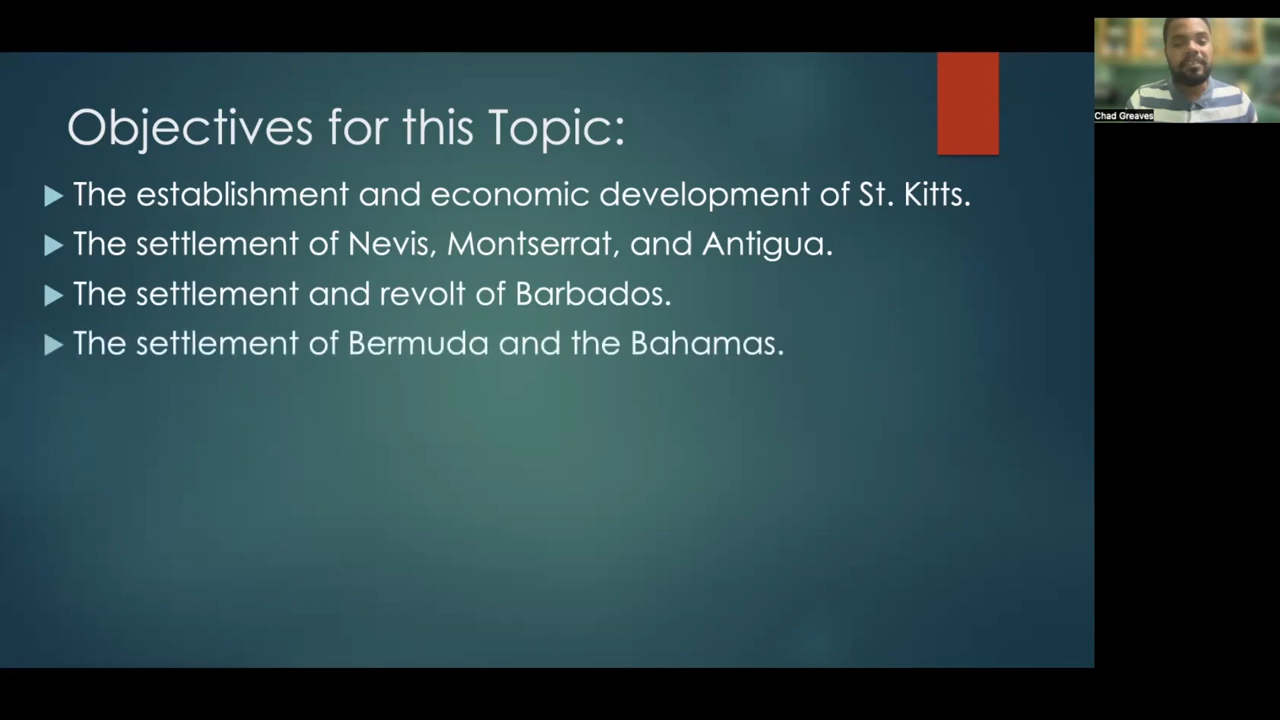 Objectives for this Topic:
The establishment and economic development of St. Kitts.
The settlement of Nevis, Montserrat, and Antigua.
The settlement and revolt of Barbados.
The settlement of Bermuda and the Bahamas.
Chad Greaves